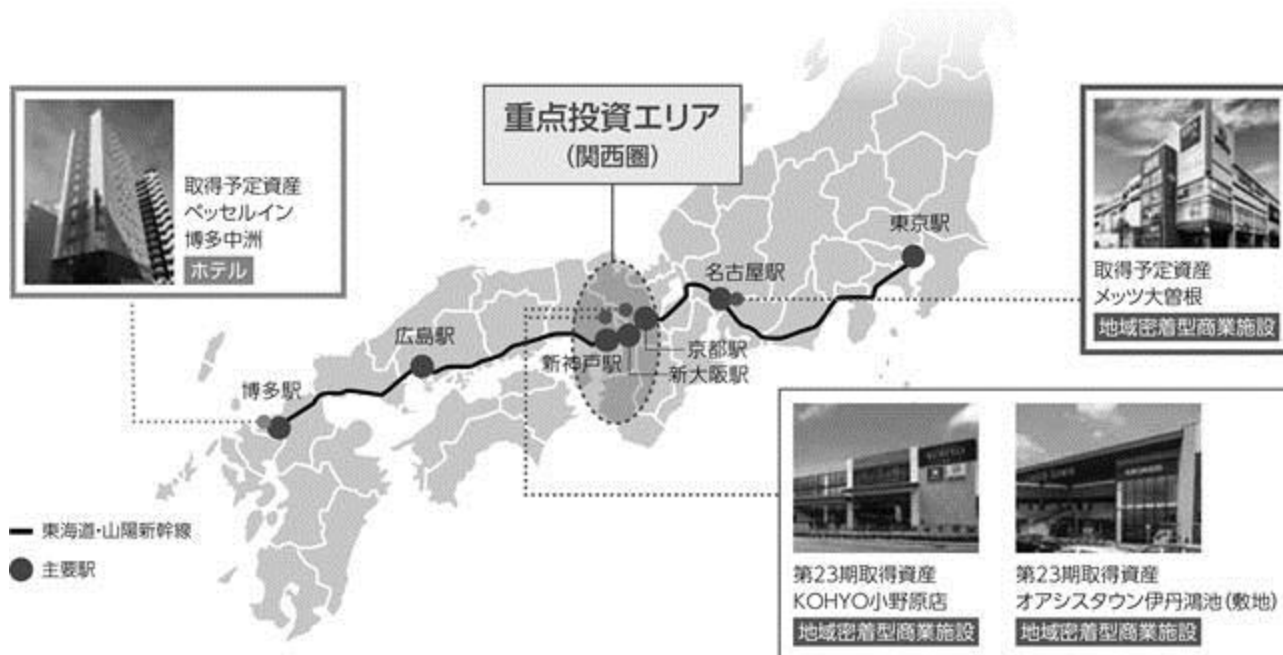 重点投資エリア
(関西圏)
取得予定資産
ベッセルイン
博多中洲
ホテル
東京駅
名古屋駅
広島駅
新神戸駅
京都駅
新大阪駅
博多駅
取得予定資産
メッツ大曽根
地域密着型商業施設
東海道・山陽新幹線
主要駅
KOHYO
第23期取得資産
KOHYO小野原店
地域密着型商業施設
第23期取得資産
オアシスタウン伊丹鴻池(敷地)
地域密着型商業施設